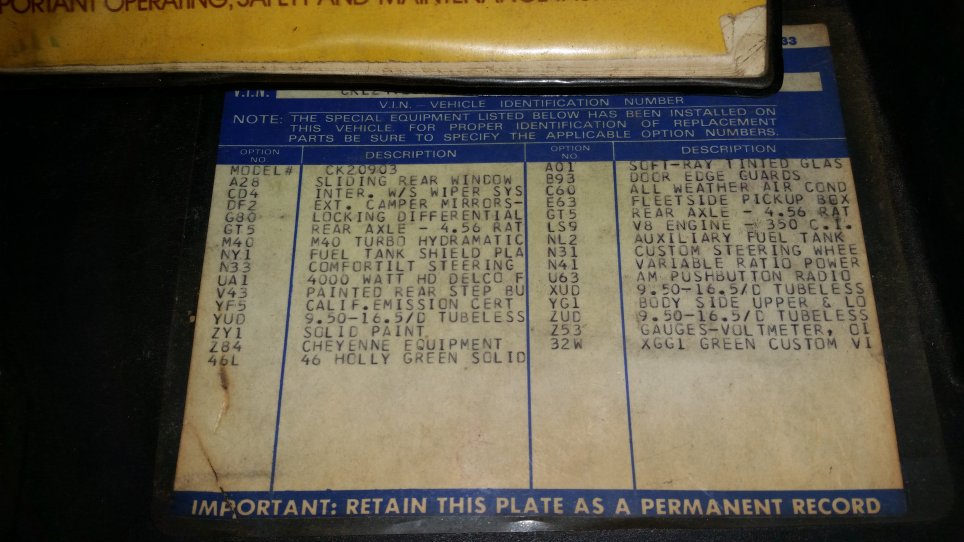 IMPORTANT OPERATING, SAFETY AND MAINTENANCE
33
V.I.N.
V.I.N. - VEHICLE IDENTIFICATION NUMBER
NOTE: THE SPECIAL EQUIPMENT LISTED BELOW HAS BEEN INSTALLED ON
THIS VEHICLE. FOR PROPER IDENTIFICATION OF REPLACEMENT
PARTS BE SURE TO SPECIFY THE APPLICABLE OPTION NUMBERS.
OPTION NO. DESCRIPTION OPTION NO. DESCRIPTION
MODEL# CK20903 A01 SOFT-RAY TINTED GLAS
A28 SLIDING REAR WINDOW B93 DOOR EDGE GUARDS
CD4 INTER. W/S WIPER SYS C60 ALL WEATHER AIR COND
DF2 EXT. CAMPER MIRRORS- E63 FLEETSIDE PICKUP BOX
G80 LOCKING DIFFERENTIAL GT5 REAR AXLE - 4.56 RAT
GT5 REAR AXLE - 4.56 RAT LS9 V8 ENGINE - 350 C.I.
M40 M40 TURBO HYDRAMATIC NL2 AUXILIARY FUEL TANK
NY1 FUEL TANK SHIELD PLA N31 CUSTOM STEERING WHEE
N33 COMFORTILT STEERING N41 VARIABLE RATIO POWER
UA1 4000 WATT HD DELCO F U63 AM PUSHBUTTON RADIO
V43 PAINTED REAR STEP BU XUD 9.50-16.5/D TUBELESS
YF5 CALIF.EMISSION CERT YG1 BODY SIDE UPPER & LO
YUD 9.50-16.5/D TUBELESS ZUD 9.50-16.5/D TUBELESS
ZY1 SOLID PAINT Z53 GAUGES-VOLTMETER, OI
Z84 CHEYENNE EQUIPMENT 32W XGG1 GREEN CUSTOM VI
46L 46 HOLLY GREEN SOLID
IMPORTANT: RETAIN THIS PLATE AS A PERMANENT RECORD